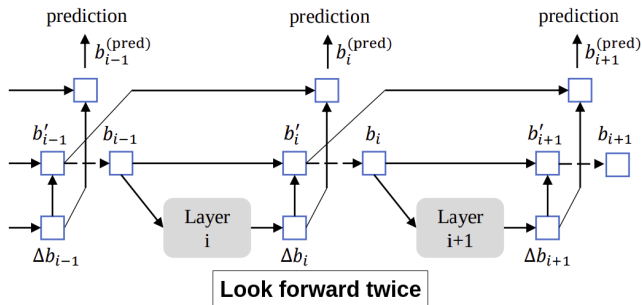 prediction prediction prediction
b_{i-1}^{(pred)} b_i^{(pred)} b_{i+1}^{(pred)}
b'_{i-1} b_{i-1} b'_i b_i b'_{i+1} b_{i+1}
Layer Layer
i i+1
Δb_{i-1} Δb_i Δb_{i+1}
Look forward twice